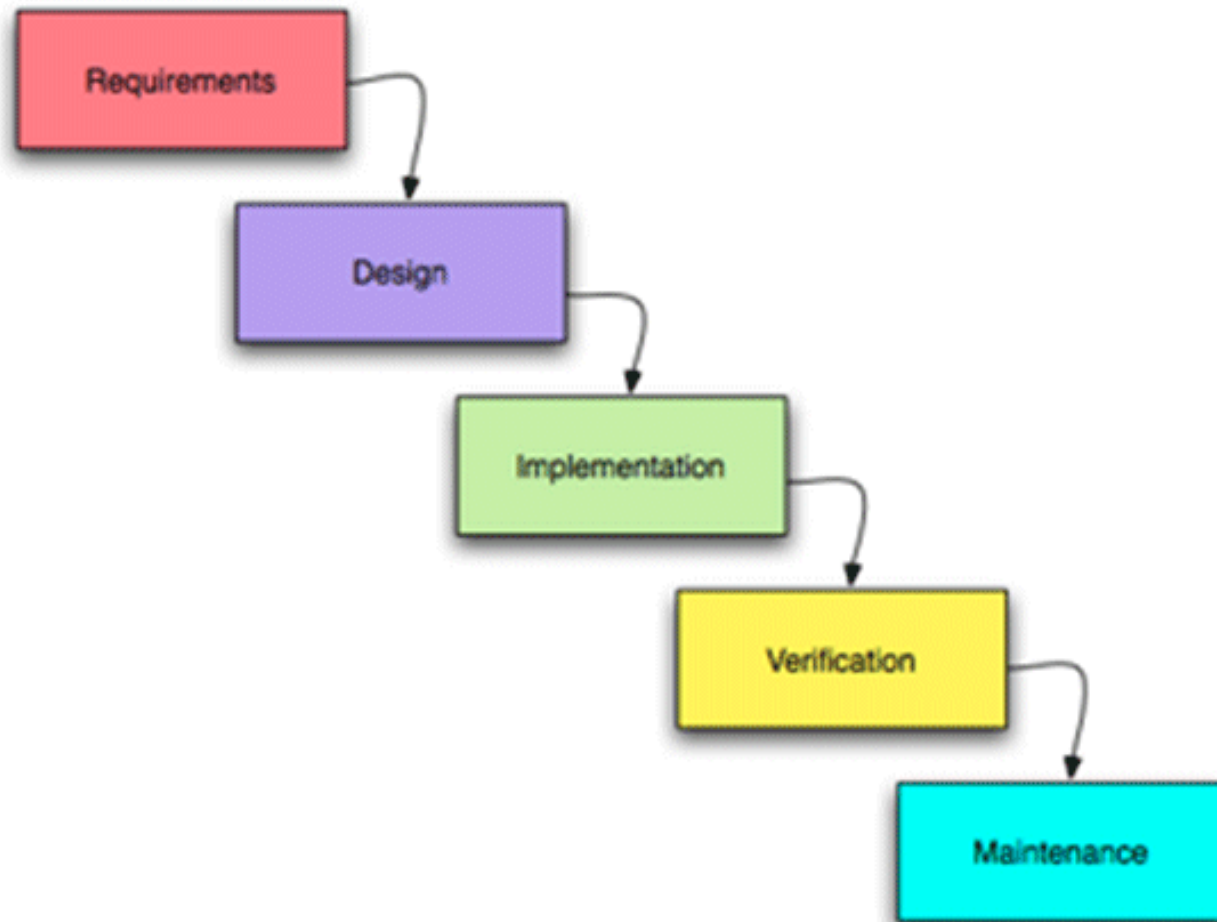 Requirements
Design
Implementation
Verification
Maintenance